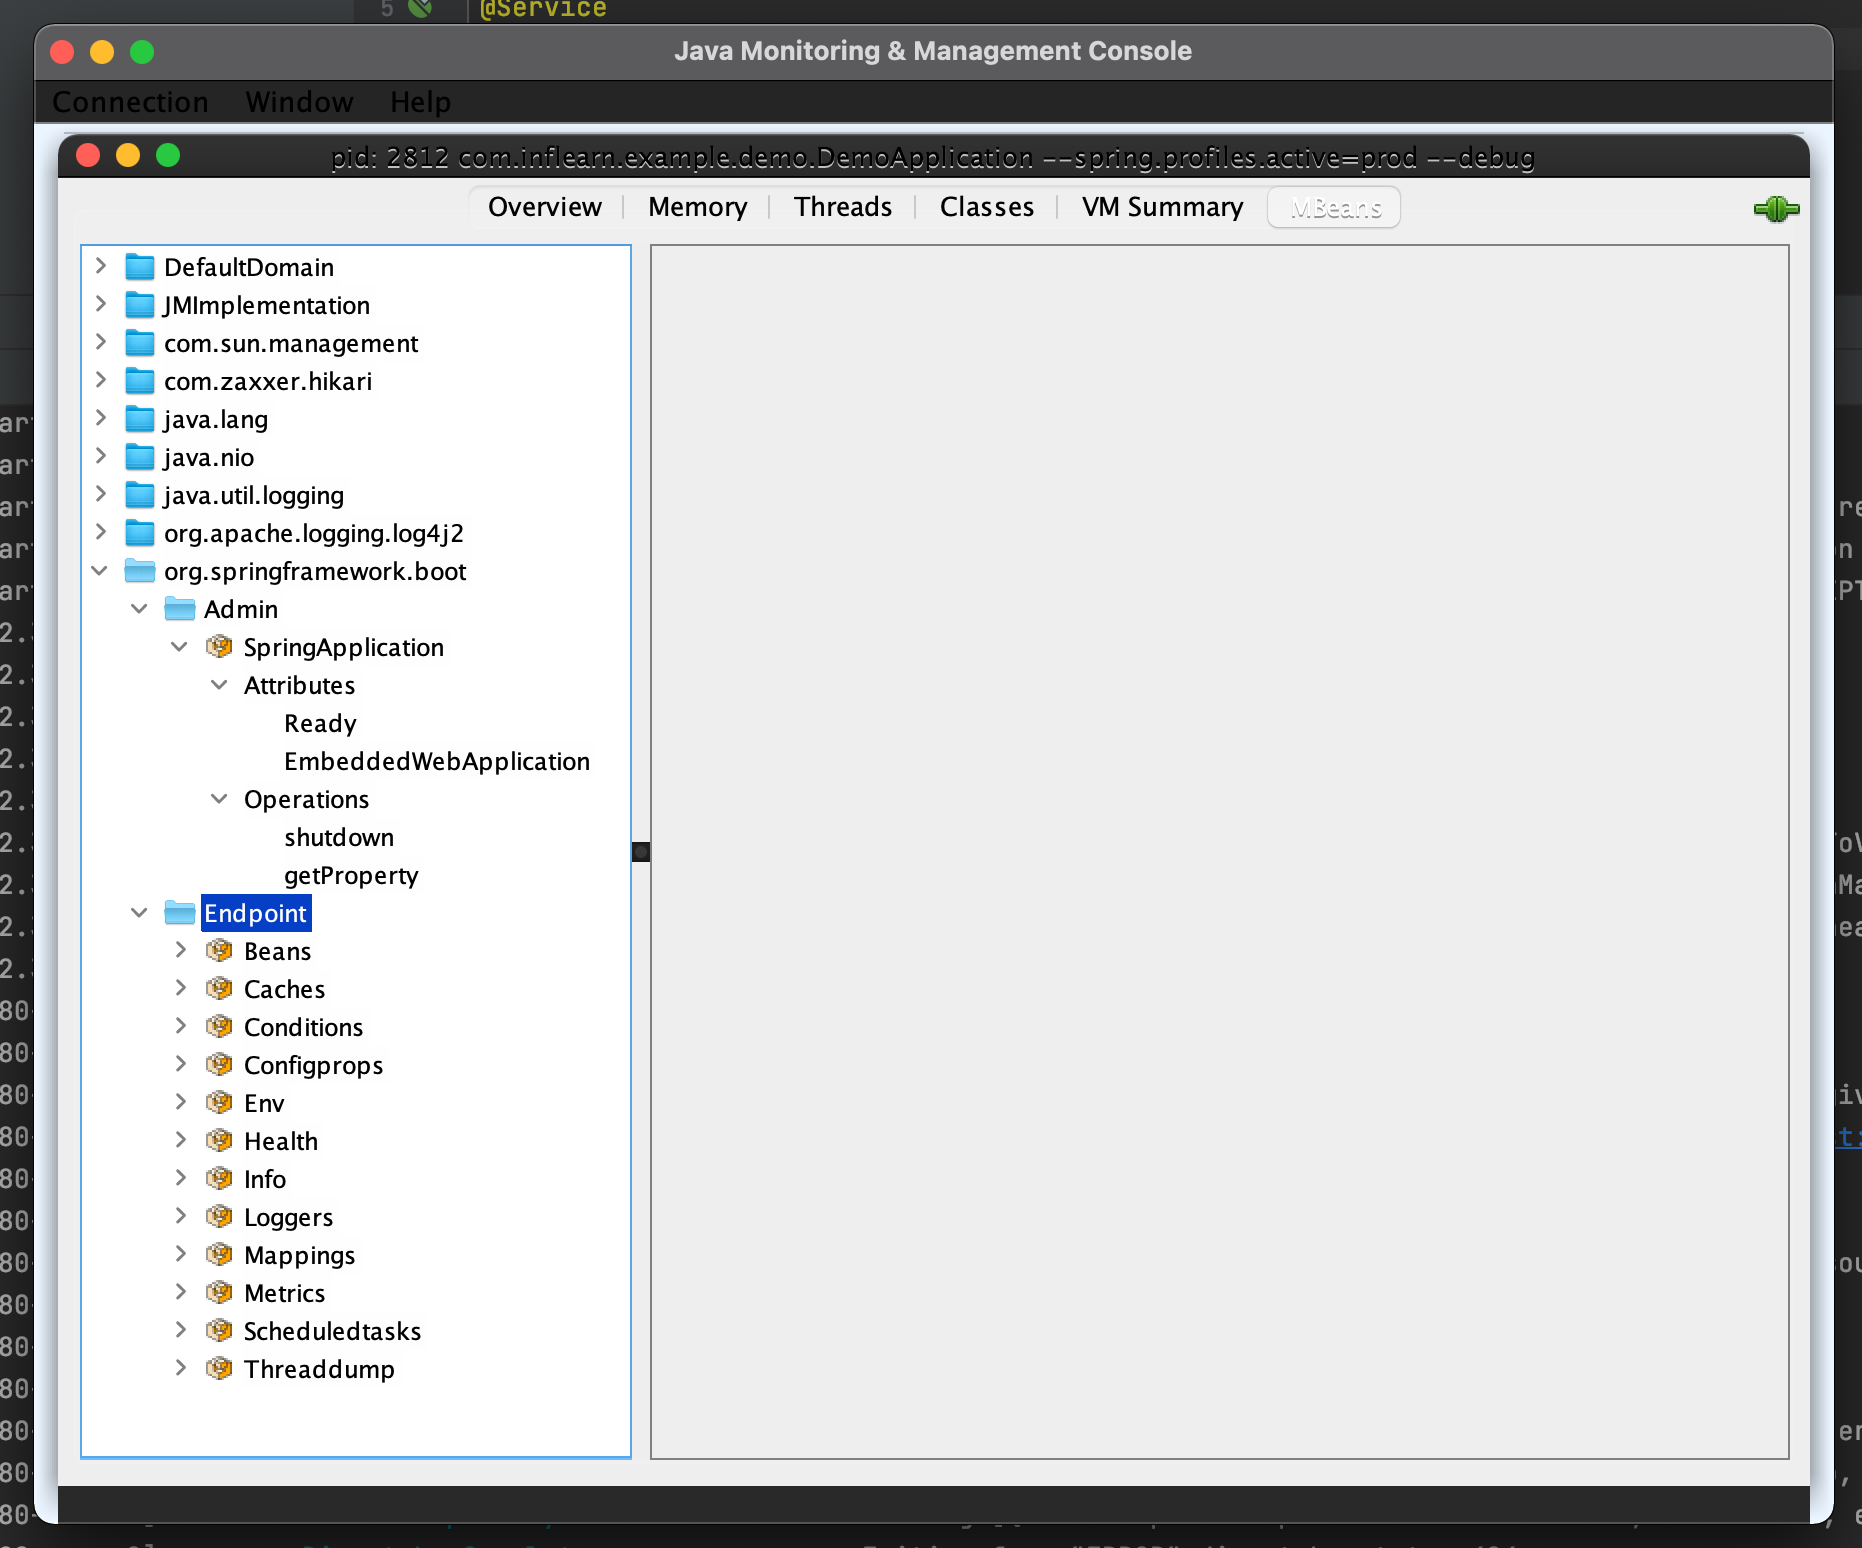 5 @Service
Java Monitoring & Management Console
Connection Window Help
pid: 2812 com.inflearn.example.demo.DemoApplication --spring.profiles.active=prod --debug
Overview Memory Threads Classes VM Summary MBeans
DefaultDomain
JMImplementation
com.sun.management
com.zaxxer.hikari
java.lang
java.nio
java.util.logging
org.apache.logging.log4j2
org.springframework.boot
Admin
SpringApplication
Attributes
Ready
EmbeddedWebApplication
Operations
shutdown
getProperty
Endpoint
Beans
Caches
Conditions
Configprops
Env
Health
Info
Loggers
Mappings
Metrics
Scheduledtasks
Threaddump